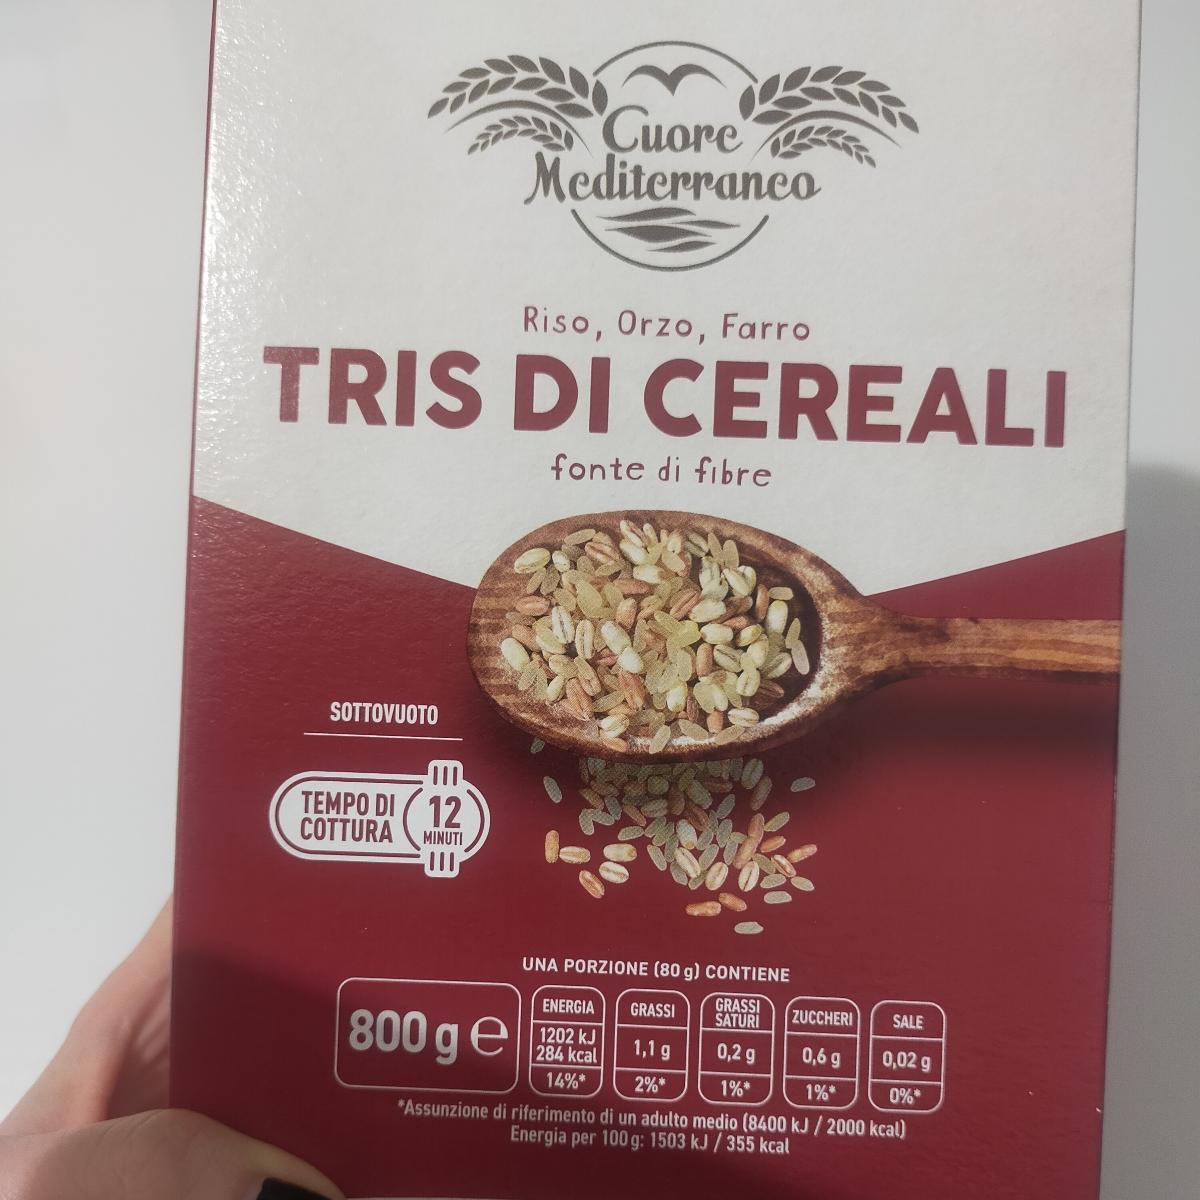 Cuore
Mediterraneo
Riso, Orzo, Farro
TRIS DI CEREALI
fonte di fibre
SOTTOVUOTO
TEMPO DI
COTTURA
12
MINUTI
UNA PORZIONE (80 g) CONTIENE
800 g e
ENERGIA
1202 kJ
284 kcal
14%*
GRASSI
1,1 g
2%*
GRASSI
SATURI
0,2 g
1%*
ZUCCHERI
0,6 g
1%*
SALE
0,02 g
0%*
*Assunzione di riferimento di un adulto medio (8400 kJ / 2000 kcal)
Energia per 100 g: 1503 kJ / 355 kcal